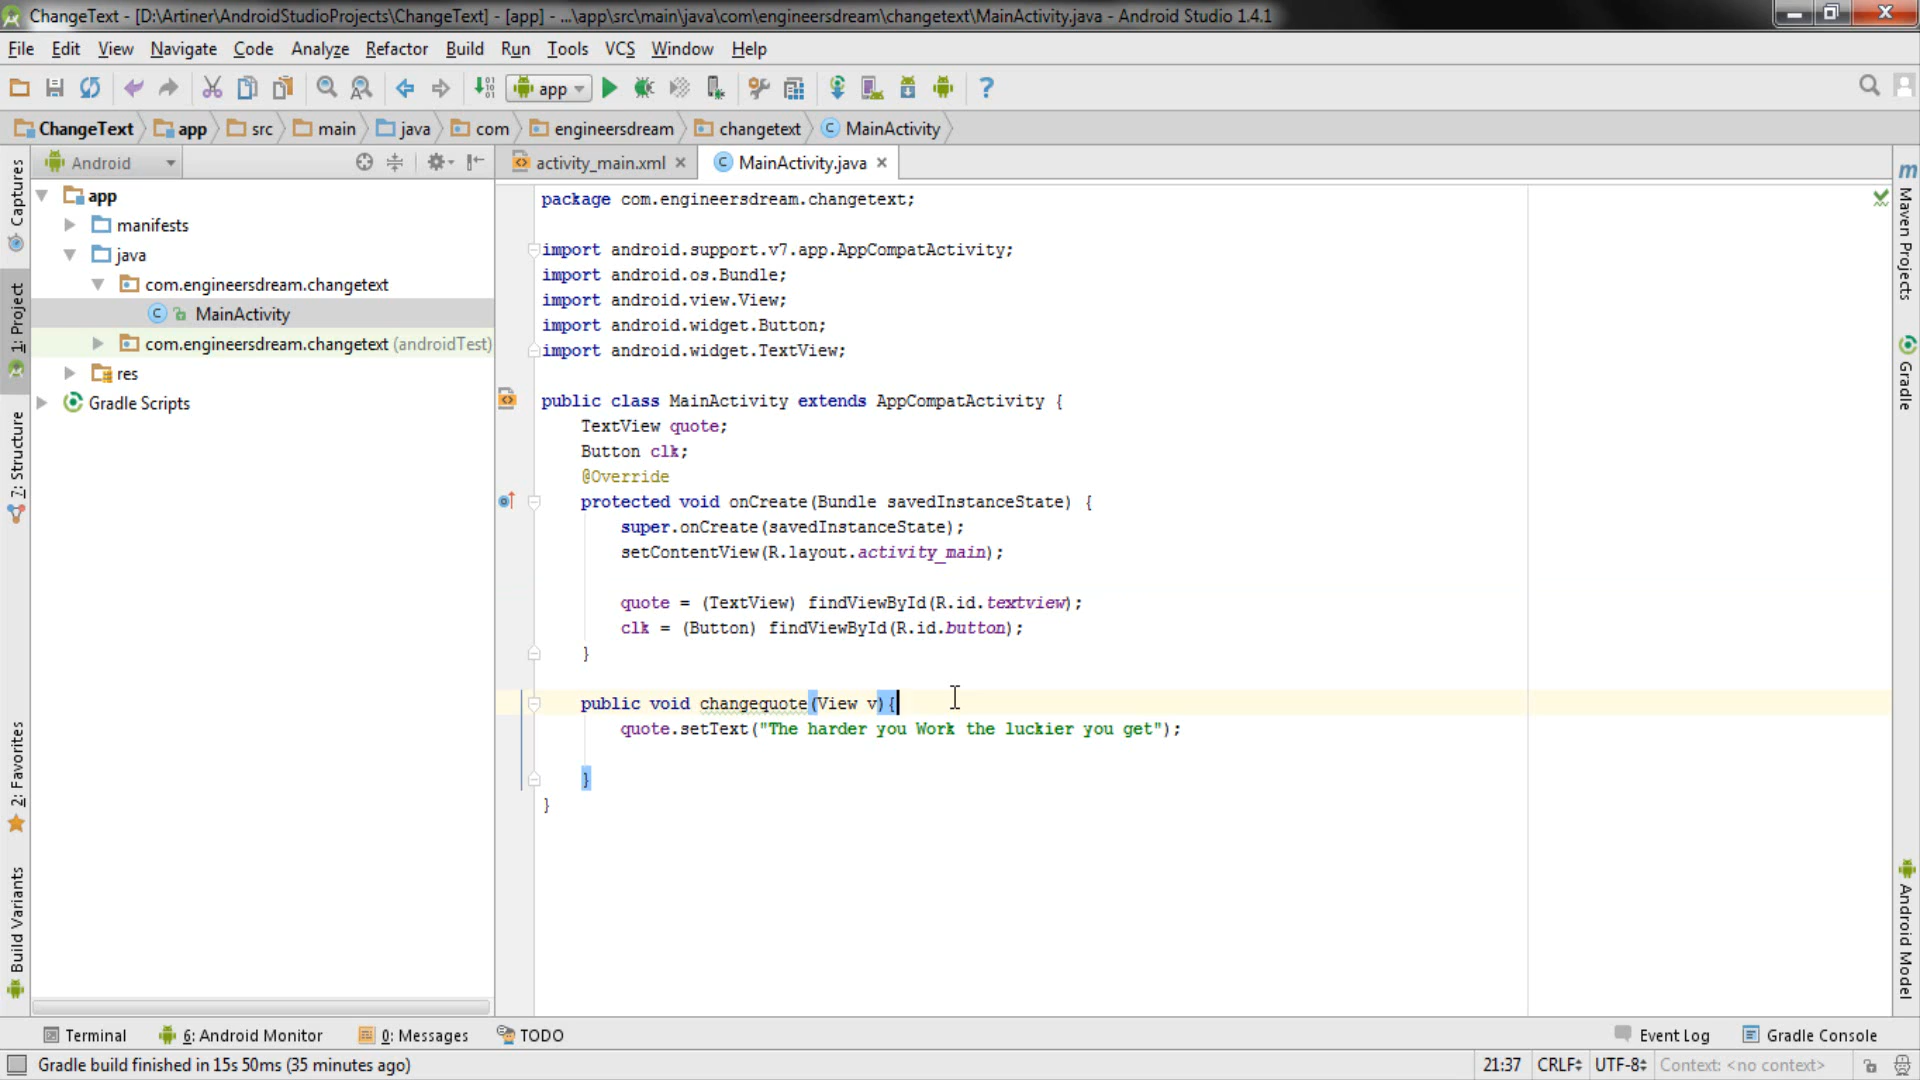 ChangeText - [D:\Artiner\AndroidStudioProjects\ChangeText] - [app] - ...\app\src\main\java\com\engineersdream\changetext\MainActivity.java - Android Studio 1.4.1
File Edit View Navigate Code Analyze Refactor Build Run Tools VCS Window Help
app
ChangeText app src main java com engineersdream changetext MainActivity
Android
activity_main.xml MainActivity.java
app
manifests
java
com.engineersdream.changetext
MainActivity
com.engineersdream.changetext (androidTest)
res
Gradle Scripts
Captures
1: Project
7: Structure
2: Favorites
Build Variants
package com.engineersdream.changetext;
import android.support.v7.app.AppCompatActivity;
import android.os.Bundle;
import android.view.View;
import android.widget.Button;
import android.widget.TextView;
public class MainActivity extends AppCompatActivity {
TextView quote;
Button clk;
@Override
protected void onCreate(Bundle savedInstanceState) {
super.onCreate(savedInstanceState);
setContentView(R.layout.activity_main);
quote = (TextView) findViewById(R.id.textview);
clk = (Button) findViewById(R.id.button);
}
public void changequote(View v){
quote.setText("The harder you Work the luckier you get");
}
}
m
Maven Projects
Gradle
Android Model
Terminal 6: Android Monitor 0: Messages TODO Event Log Gradle Console
Gradle build finished in 15s 50ms (35 minutes ago) 21:37 CRLF UTF-8 Context: <no context>